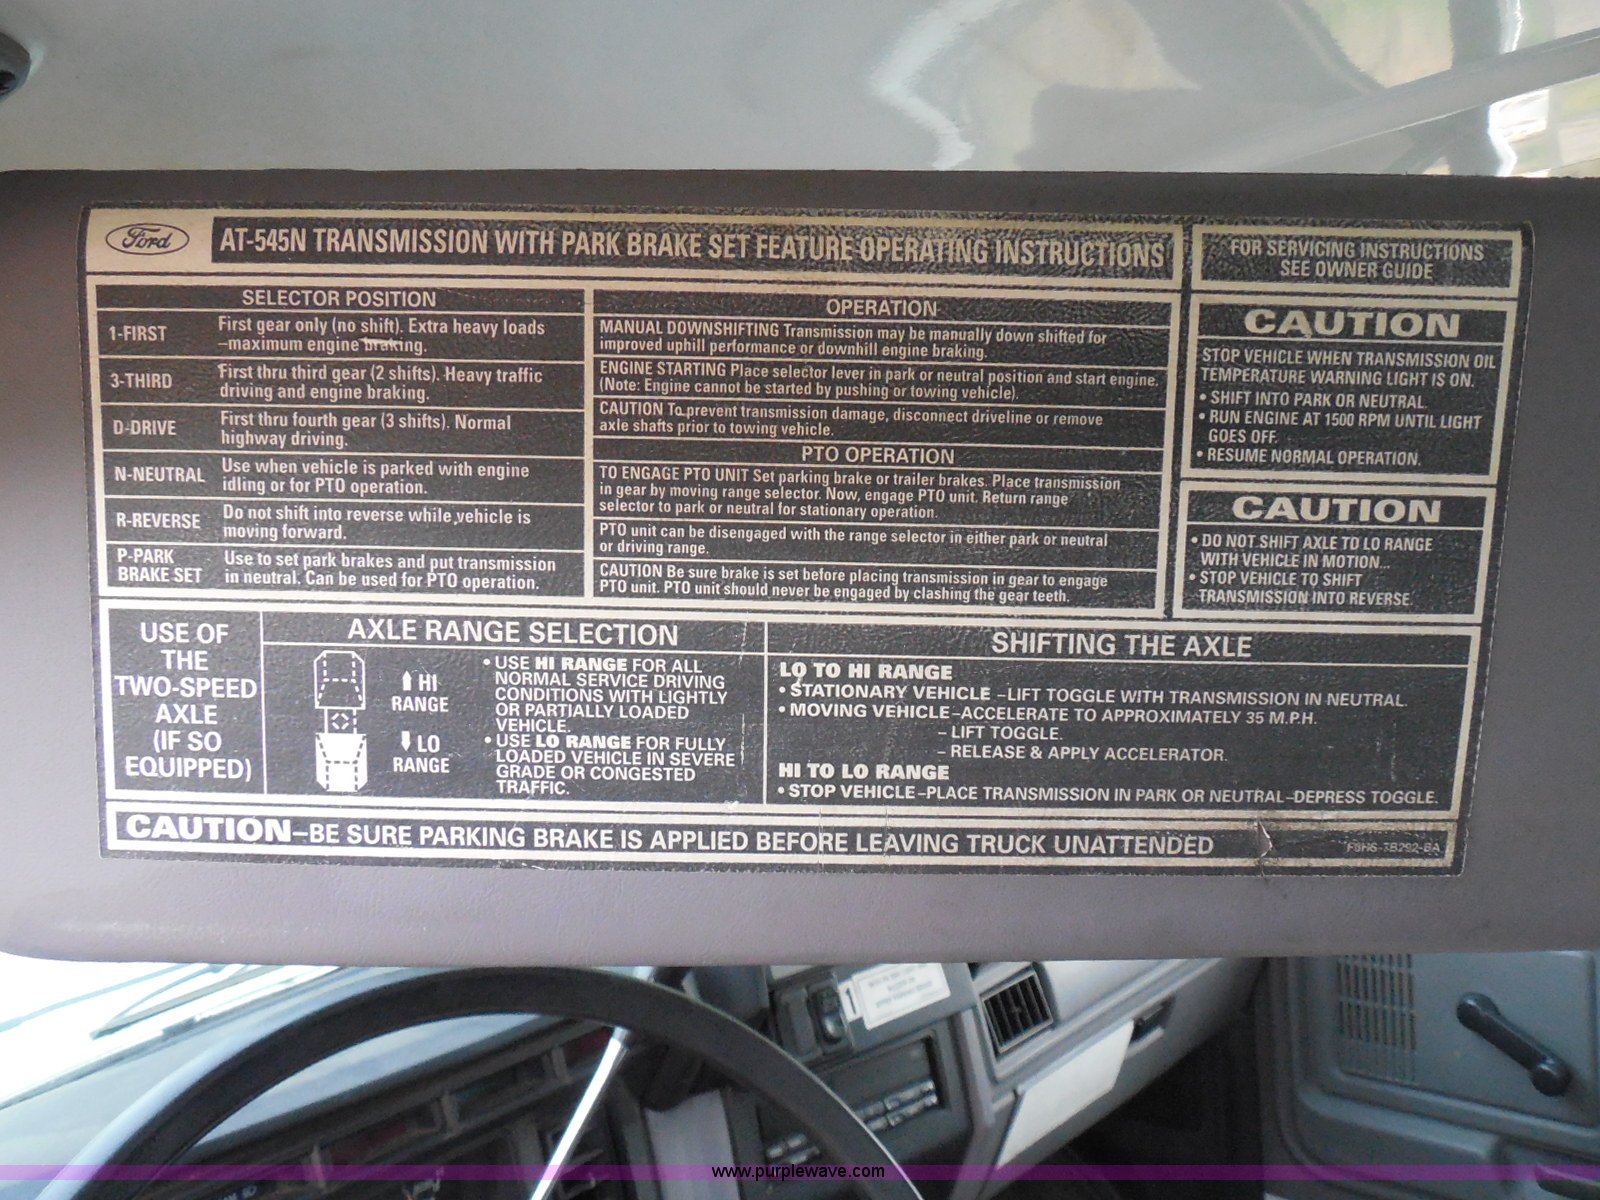 Ford
AT-545N TRANSMISSION WITH PARK BRAKE SET FEATURE OPERATING INSTRUCTIONS
SELECTOR POSITION
1-FIRST
First gear only (no shift). Extra heavy loads
–maximum engine braking.
3-THIRD
First thru third gear (2 shifts). Heavy traffic
driving and engine braking.
D-DRIVE
First thru fourth gear (3 shifts). Normal
highway driving.
N-NEUTRAL
Use when vehicle is parked with engine
idling or for PTO operation.
R-REVERSE
Do not shift into reverse while vehicle is
moving forward.
P-PARK
BRAKE SET
Use to set park brakes and put transmission
in neutral. Can be used for PTO operation.
OPERATION
MANUAL DOWNSHIFTING Transmission may be manually down shifted for
improved uphill performance or downhill engine braking.
ENGINE STARTING Place selector lever in park or neutral position and start engine.
(Note: Engine cannot be started by pushing or towing vehicle).
CAUTION To prevent transmission damage, disconnect driveline or remove
axle shafts prior to towing vehicle.
PTO OPERATION
TO ENGAGE PTO UNIT Set parking brake or trailer brakes. Place transmission
in gear by moving range selector. Now, engage PTO unit. Return range
selector to park or neutral for stationary operation.
PTO unit can be disengaged with the range selector in either park or neutral
or driving range.
CAUTION Be sure brake is set before placing transmission in gear to engage
PTO unit. PTO unit should never be engaged by clashing the gear teeth.
FOR SERVICING INSTRUCTIONS
SEE OWNER GUIDE
CAUTION
STOP VEHICLE WHEN TRANSMISSION OIL
TEMPERATURE WARNING LIGHT IS ON.
• SHIFT INTO PARK OR NEUTRAL.
• RUN ENGINE AT 1500 RPM UNTIL LIGHT
GOES OFF.
• RESUME NORMAL OPERATION.
CAUTION
• DO NOT SHIFT AXLE TO LO RANGE
WITH VEHICLE IN MOTION...
• STOP VEHICLE TO SHIFT
TRANSMISSION INTO REVERSE.
USE OF
THE
TWO-SPEED
AXLE
(IF SO
EQUIPPED)
AXLE RANGE SELECTION
HI
RANGE
LO
RANGE
• USE HI RANGE FOR ALL
NORMAL SERVICE DRIVING
CONDITIONS WITH LIGHTLY
OR PARTIALLY LOADED
VEHICLE.
• USE LO RANGE FOR FULLY
LOADED VEHICLE IN SEVERE
GRADE OR CONGESTED
TRAFFIC.
SHIFTING THE AXLE
LO TO HI RANGE
• STATIONARY VEHICLE –LIFT TOGGLE WITH TRANSMISSION IN NEUTRAL.
• MOVING VEHICLE–ACCELERATE TO APPROXIMATELY 35 M.P.H.
– LIFT TOGGLE.
– RELEASE & APPLY ACCELERATOR.
HI TO LO RANGE
• STOP VEHICLE–PLACE TRANSMISSION IN PARK OR NEUTRAL–DEPRESS TOGGLE.
CAUTION–BE SURE PARKING BRAKE IS APPLIED BEFORE LEAVING TRUCK UNATTENDED
www.purplewave.com